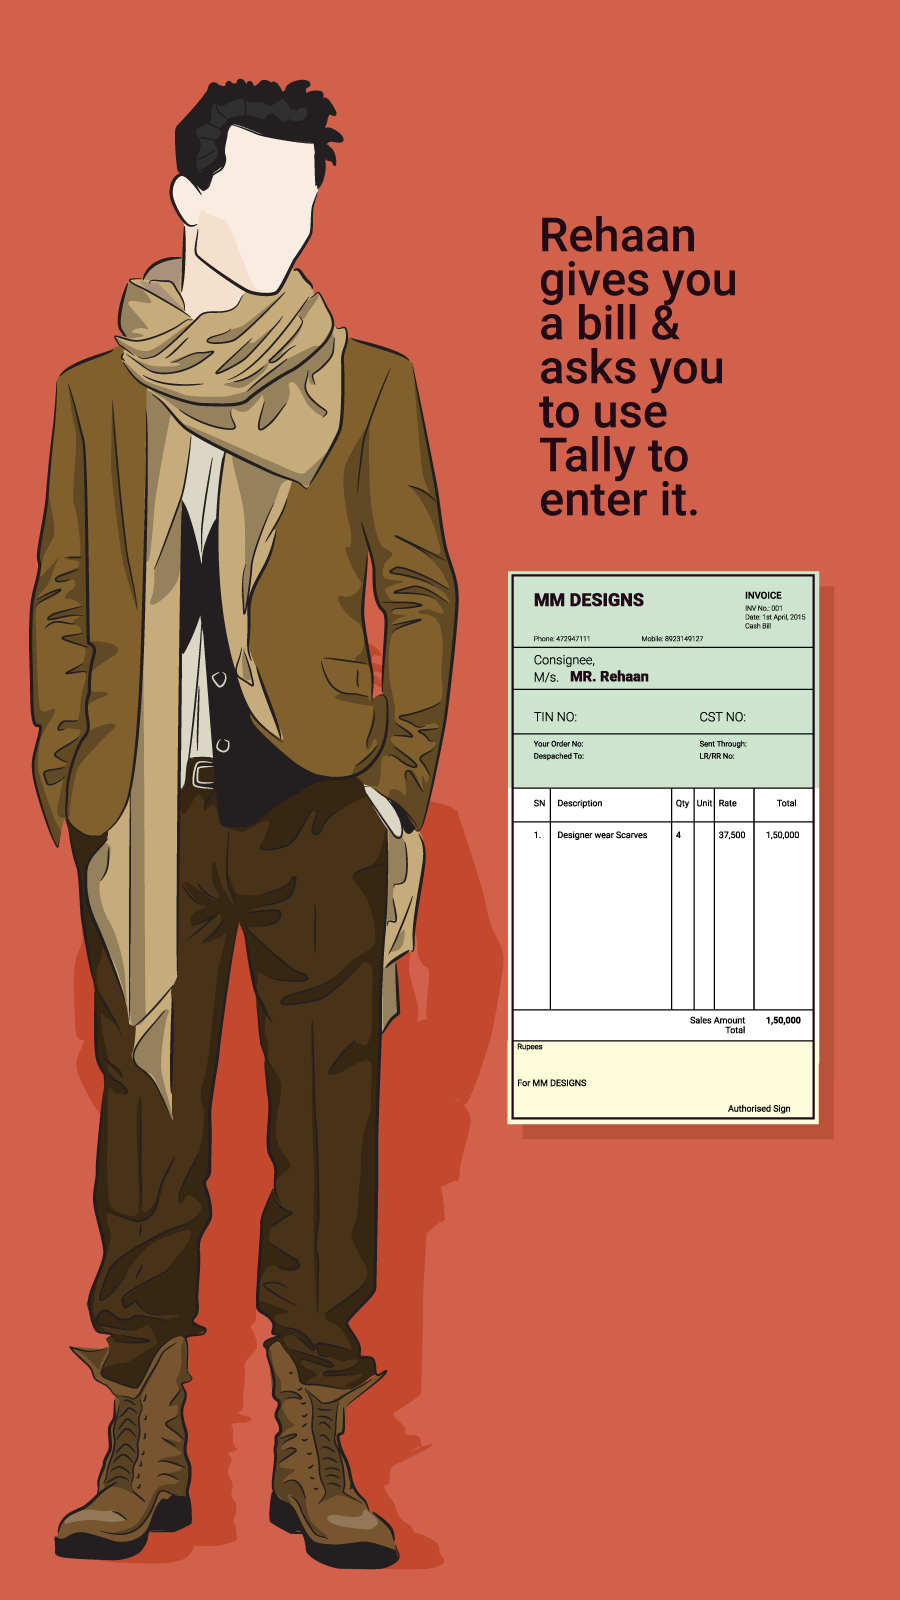 Rehaan
gives you
a bill &
asks you
to use
Tally to
enter it.
MM DESIGNS
INVOICE
INV No.: 001
Date: 1st April, 2015
Cash Bill
Phone: 472947111 Mobile: 8923149127
Consignee,
M/s. MR. Rehaan
TIN NO: CST NO:
Your Order No: Sent Through:
Despached To: LR/RR No:
SN Description Qty Unit Rate Total
1. Designer wear Scarves 4 37,500 1,50,000
Sales Amount 1,50,000
Total
Rupees
For MM DESIGNS
Authorised Sign